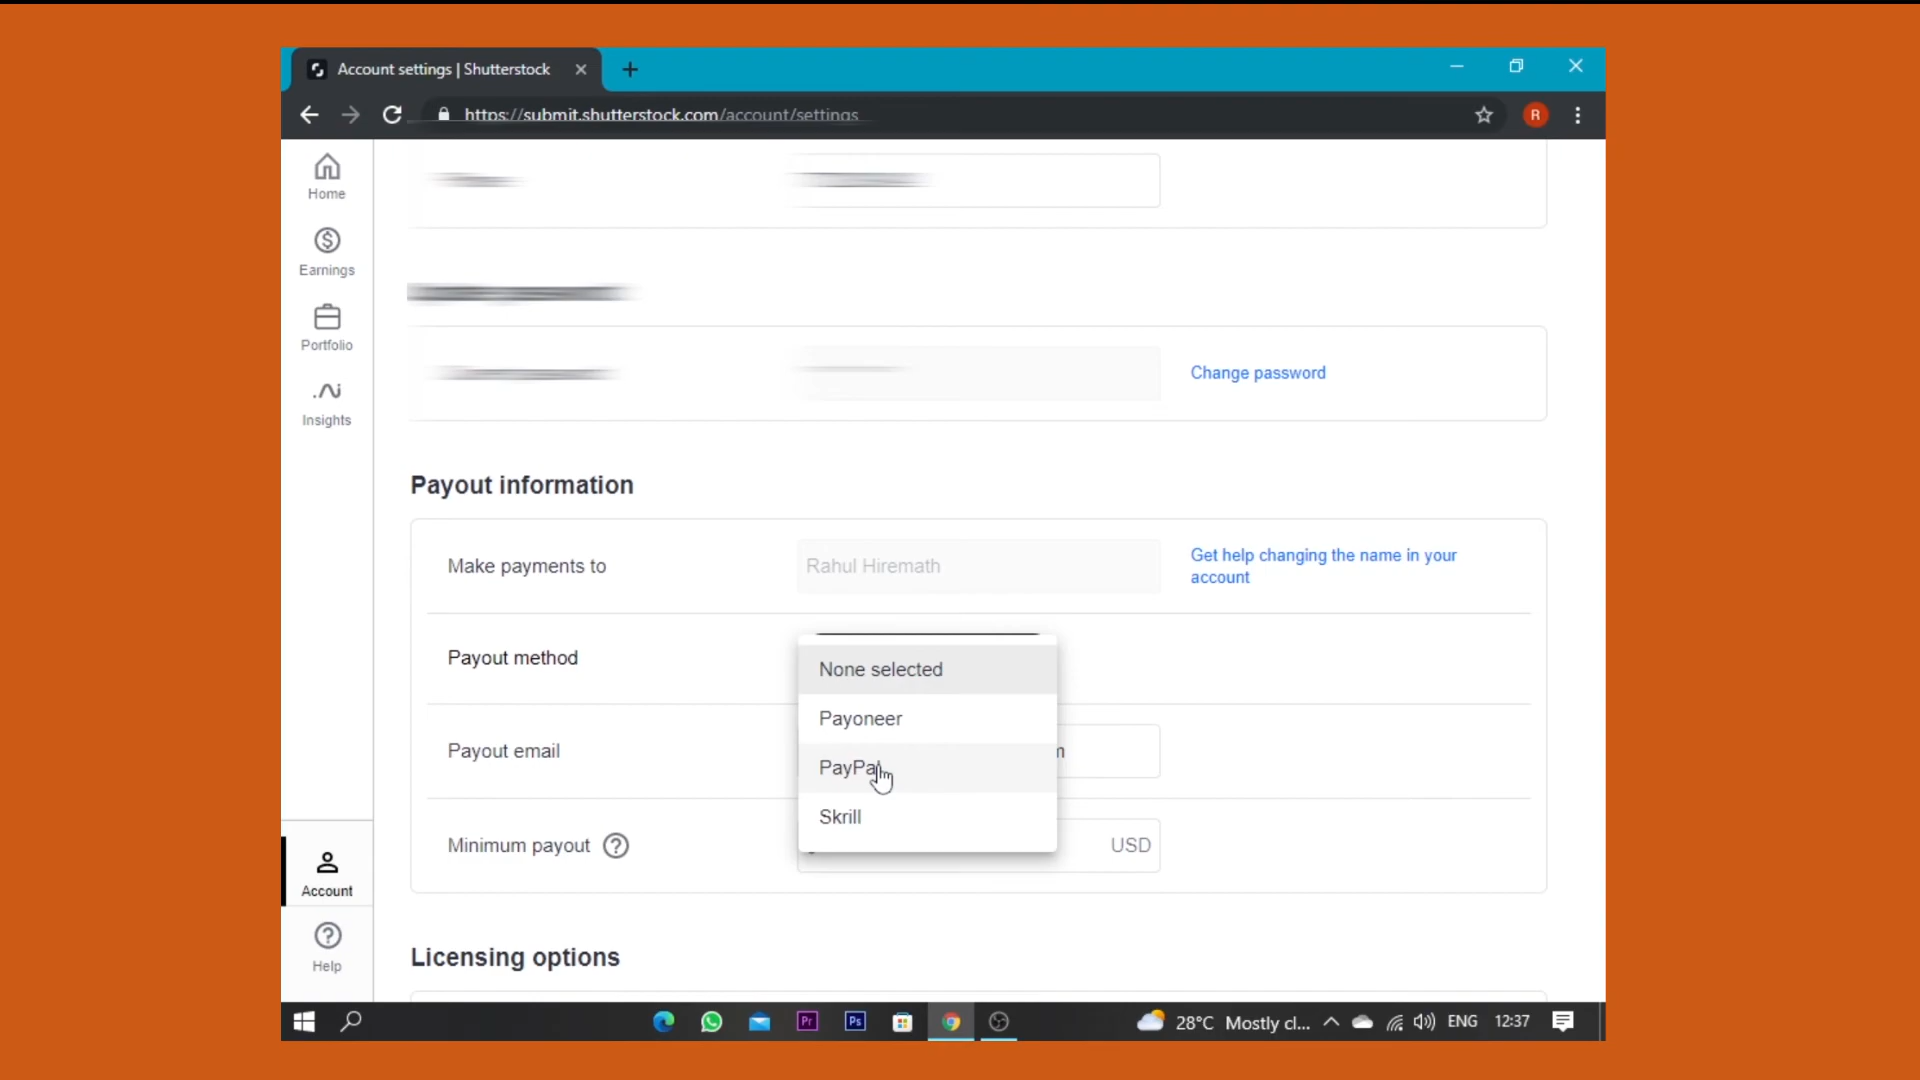 Account settings | Shutterstock
https://submit.shutterstock.com/account/settings
R
Home
Earnings
Portfolio
Insights
Account
Help
Change password
Payout information
Make payments to
Rahul Hiremath
Get help changing the name in your
account
Payout method
None selected
Payoneer
PayPal
Skrill
Payout email
Minimum payout ?
USD
Licensing options
Pr
Ps
28°C Mostly cl...
ENG
12:37